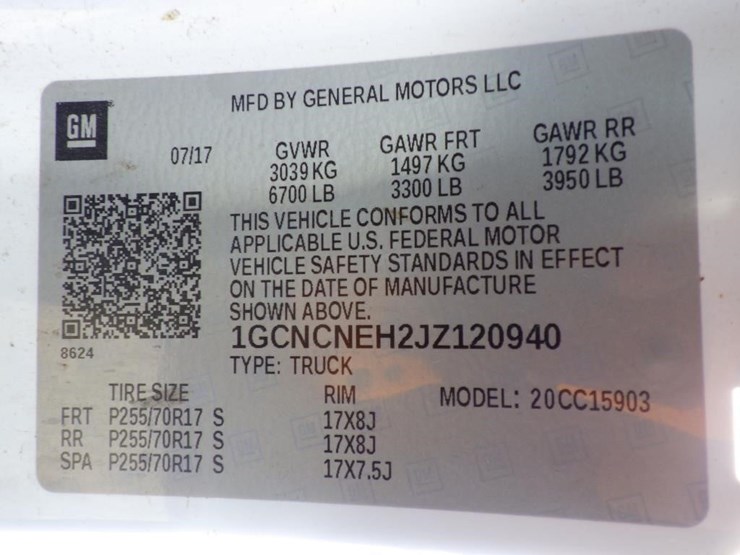 MFD BY GENERAL MOTORS LLC
GM
07/17 GVWR GAWR FRT GAWR RR
3039 KG 1497 KG 1792 KG
6700 LB 3300 LB 3950 LB
THIS VEHICLE CONFORMS TO ALL
APPLICABLE U.S. FEDERAL MOTOR
VEHICLE SAFETY STANDARDS IN EFFECT
ON THE DATE OF MANUFACTURE
SHOWN ABOVE.
1GCNCNEH2JZ120940
8624
TYPE: TRUCK
TIRE SIZE RIM MODEL: 20CC15903
FRT P255/70R17 S 17X8J
RR P255/70R17 S 17X8J
SPA P255/70R17 S 17X7.5J